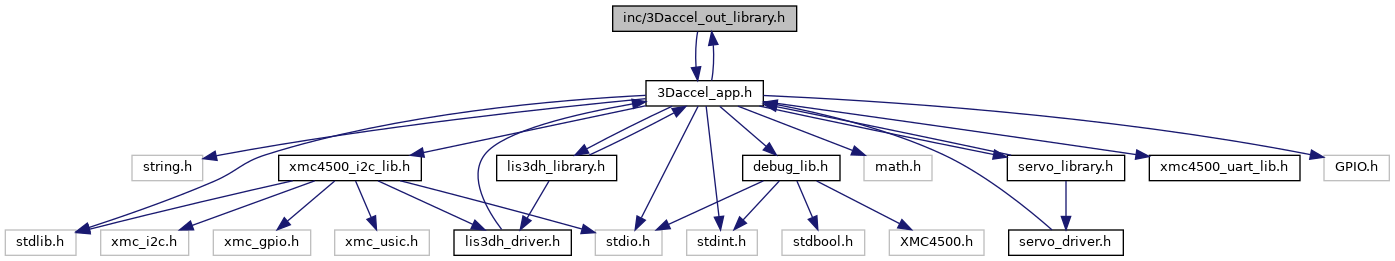 inc/3Daccel_out_library.h
3Daccel_app.h
string.h
xmc4500_i2c_lib.h
lis3dh_library.h
debug_lib.h
math.h
servo_library.h
xmc4500_uart_lib.h
GPIO.h
stdlib.h
xmc_i2c.h
xmc_gpio.h
xmc_usic.h
lis3dh_driver.h
stdio.h
stdint.h
stdbool.h
XMC4500.h
servo_driver.h